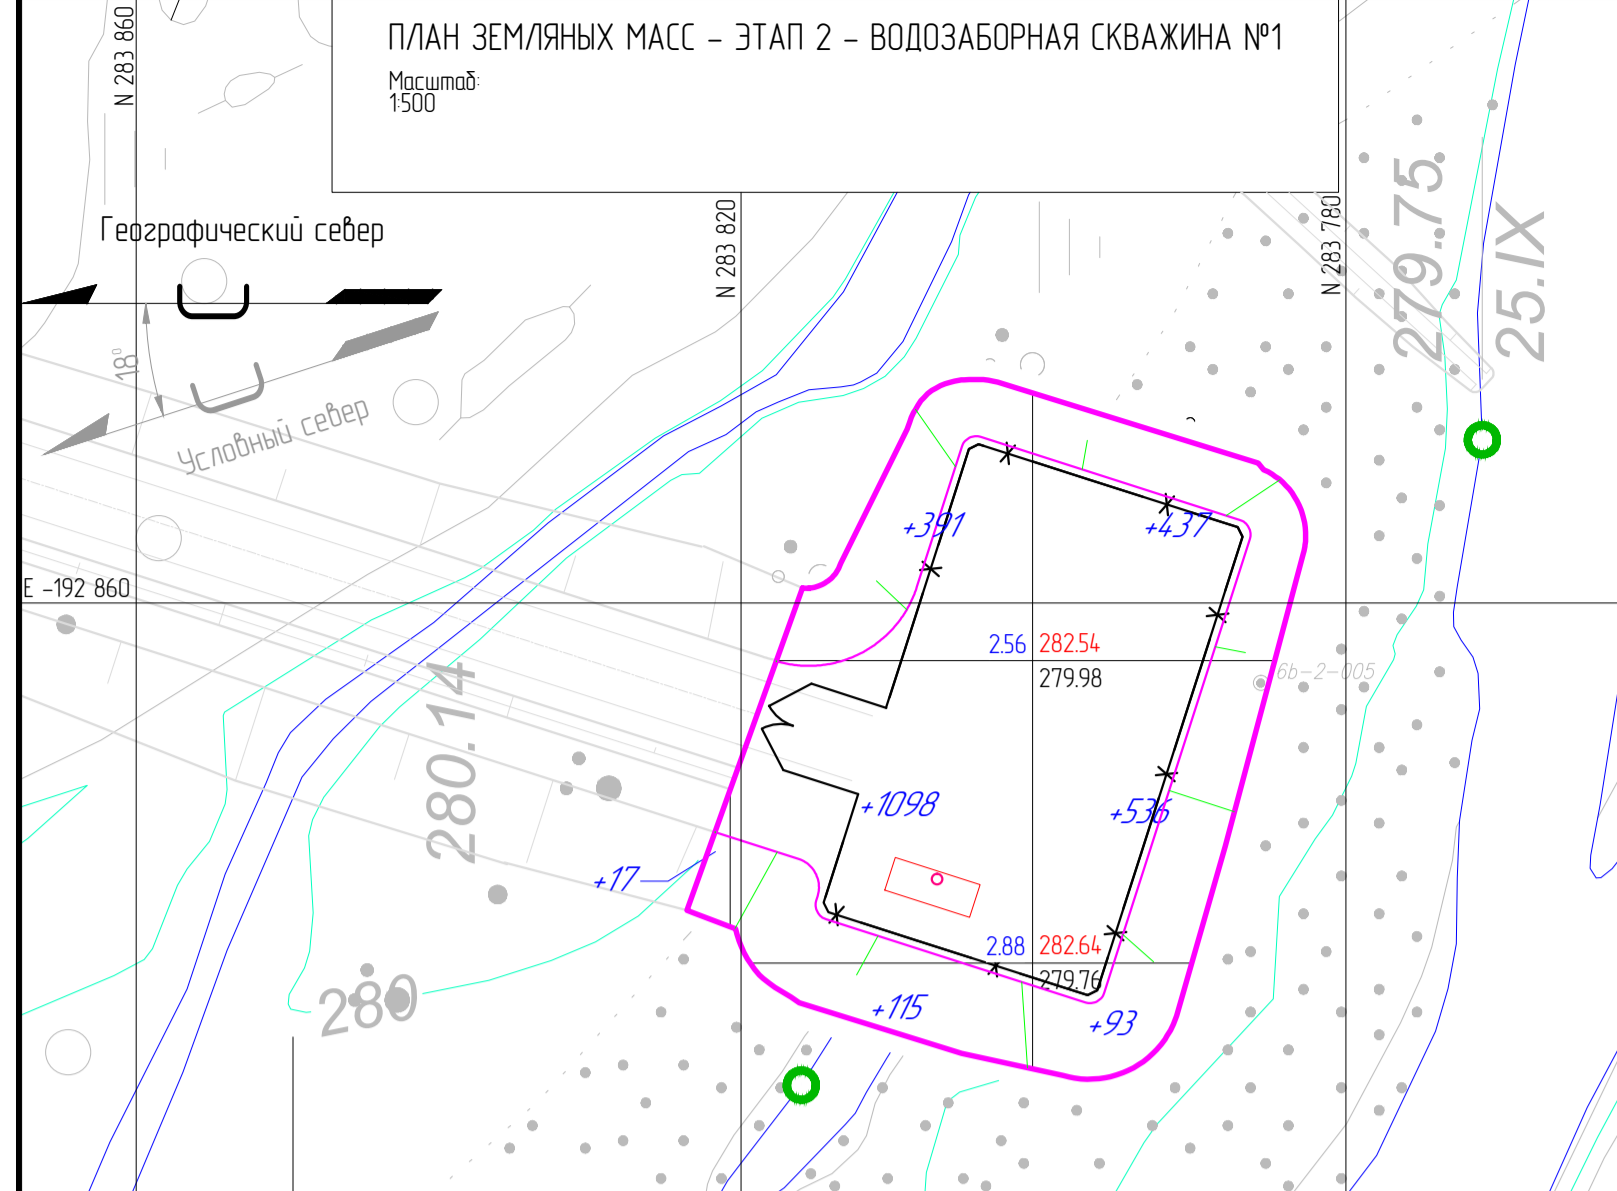 ПЛАН ЗЕМЛЯНЫХ МАСС – ЭТАП 2 – ВОДОЗАБОРНАЯ СКВАЖИНА №1
Масштаб:
1:500
N 283 860
N 283 820
N 283 780
Географический север
18°
Условный север
279.75
25.IX
E -192 860
+391
+437
2.56 282.54
279.98
6b-2-005
280.14
+1098
+536
+17
2.88 282.64
279.76
280
+115
+93